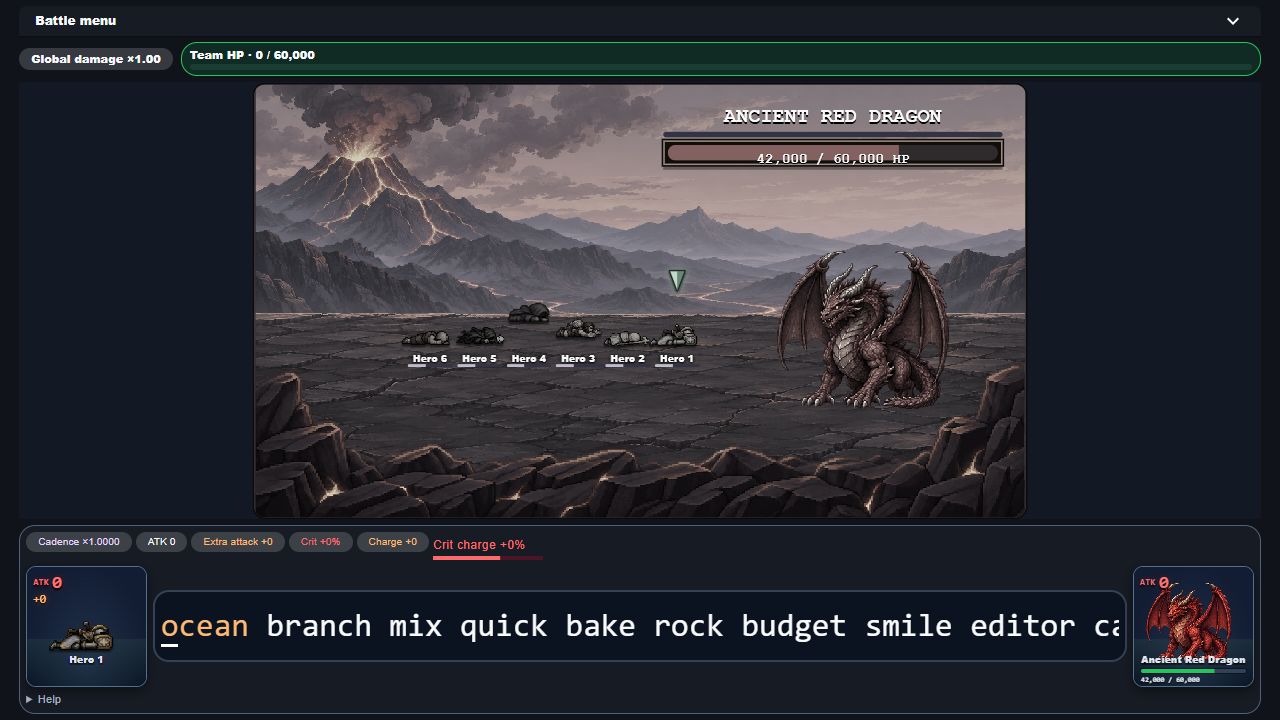 Battle menu
Global damage ×1.00
Team HP · 0 / 60,000
ANCIENT RED DRAGON
42,000 / 60,000 HP
Hero 6 Hero 5 Hero 4 Hero 3 Hero 2 Hero 1
Cadence ×1.0000 ATK 0 Extra attack +0 Crit +0% Charge +0 Crit charge +0%
ATK 0
+0
Hero 1
ocean branch mix quick bake rock budget smile editor
ATK 0
Ancient Red Dragon
42,000 / 60,000
Help